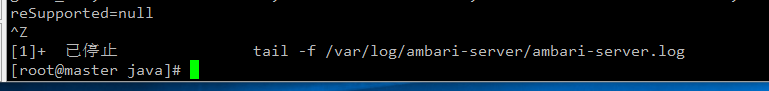 reSupported=null
^Z
[1]+  已停止               tail -f /var/log/ambari-server/ambari-server.log
[root@master java]#